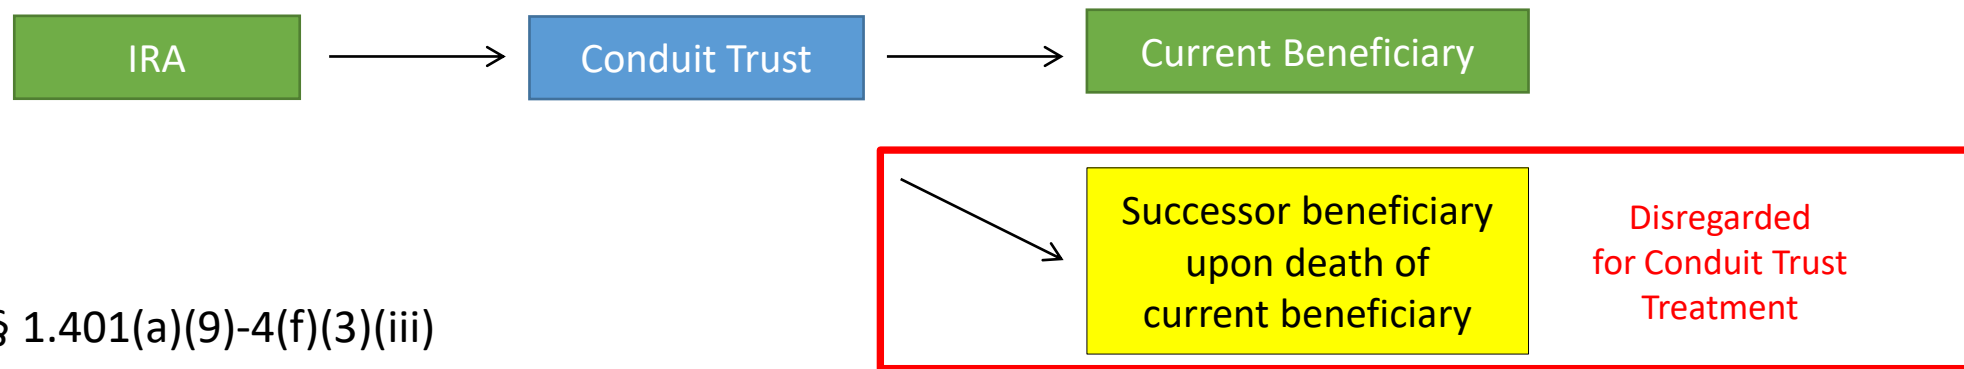 IRA
Conduit Trust
Current Beneficiary
Successor beneficiary
upon death of
current beneficiary
Disregarded
for Conduit Trust
Treatment
§ 1.401(a)(9)-4(f)(3)(iii)